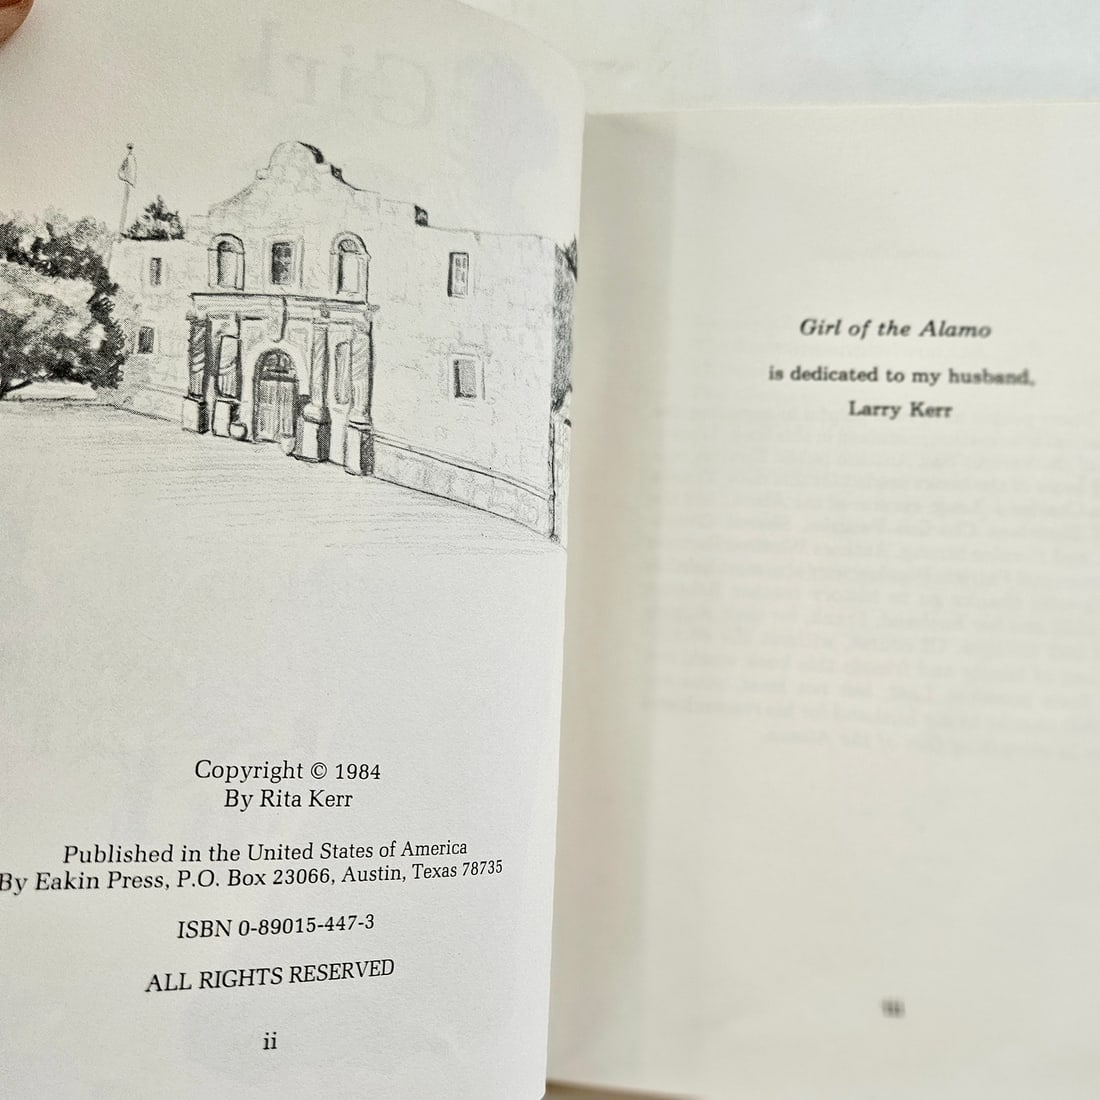 Copyright © 1984
By Rita Kerr
Published in the United States of America
By Eakin Press, P.O. Box 23066, Austin, Texas 78735
ISBN 0-89015-447-3
ALL RIGHTS RESERVED
ii
Girl of the Alamo
is dedicated to my husband,
Larry Kerr